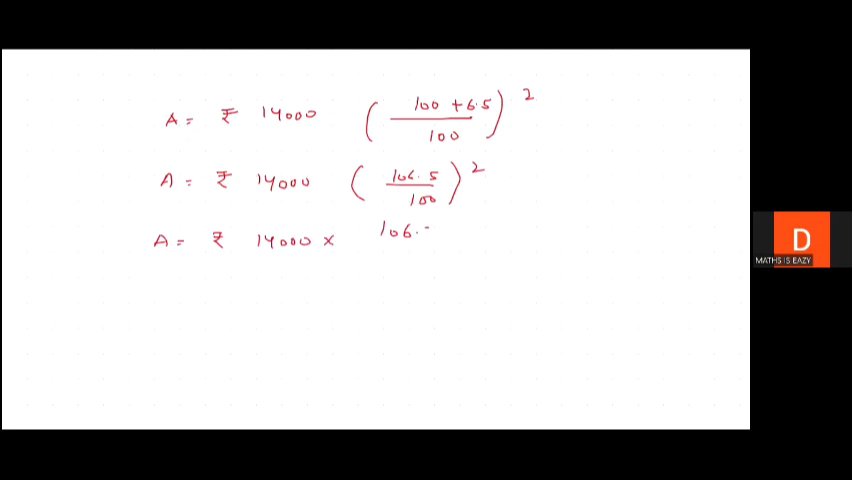 A = ₹ 14000 ( 100 + 6.5 / 100 ) 2
A = ₹ 14000 ( 106.5 / 100 ) 2
A = ₹ 14000 × 106.
D
MATHS IS EAZY